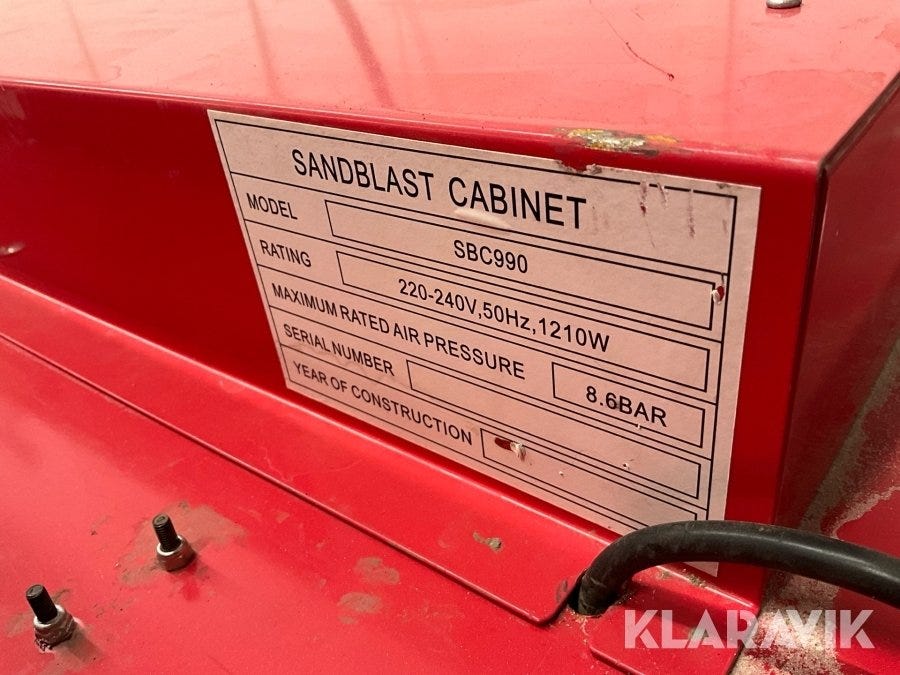 SANDBLAST CABINET
MODEL SBC990
RATING 220-240V,50Hz,1210W
MAXIMUM RATED AIR PRESSURE 8.6BAR
SERIAL NUMBER
YEAR OF CONSTRUCTION
KLARAVIK